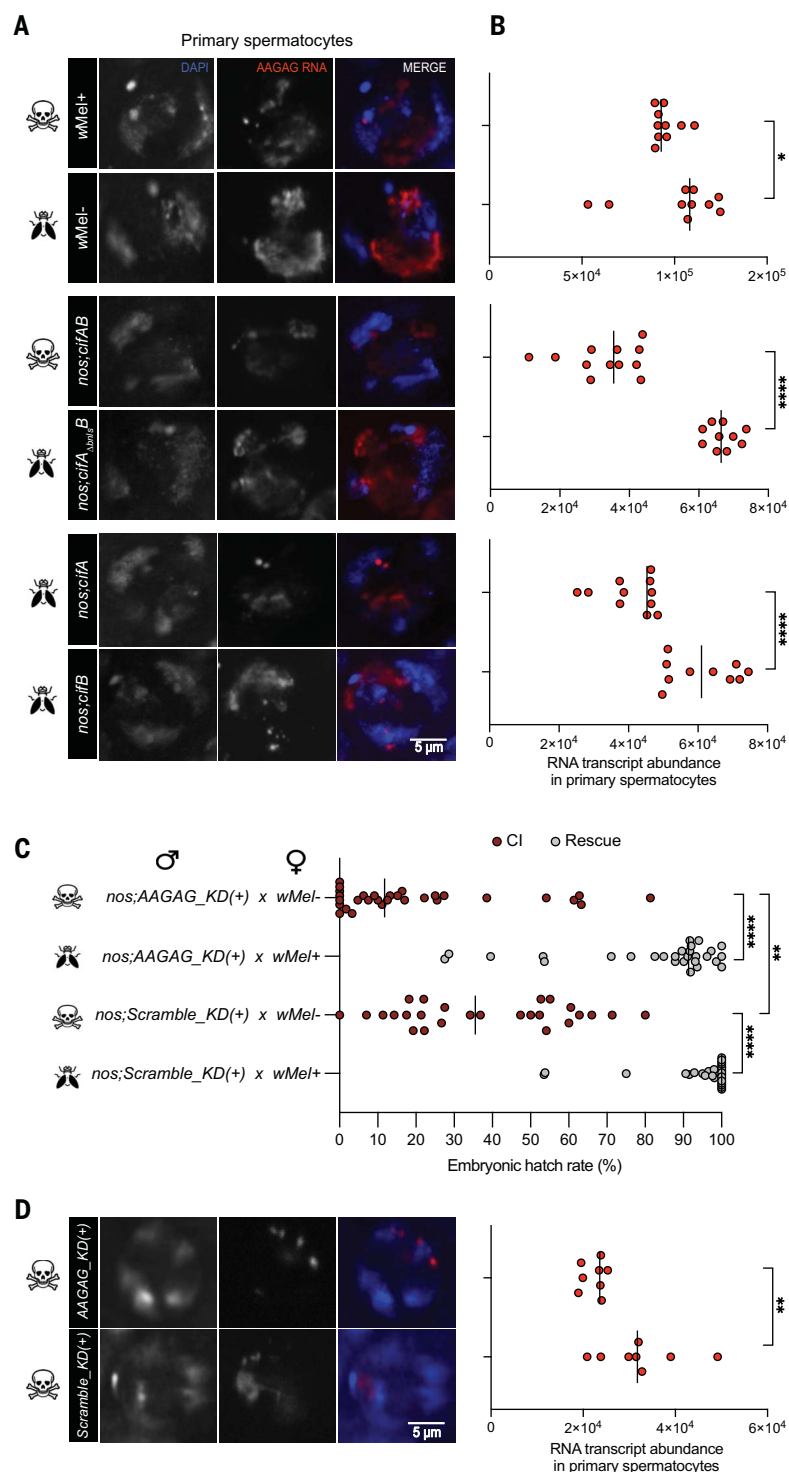 A
B
Primary spermatocytes
DAPI
AAGAG RNA
MERGE
wMel+
wMel-
*
0
5×10⁴
1×10⁵
2×10⁵
nos;cifAB
nos;cifAΔbnlsB
****
0
2×10⁴
4×10⁴
6×10⁴
8×10⁴
nos;cifA
nos;cifB
5 µm
****
0
2×10⁴
4×10⁴
6×10⁴
8×10⁴
RNA transcript abundance
in primary spermatocytes
C
CI
Rescue
♂ ♀
nos;AAGAG_KD(+) x wMel-
nos;AAGAG_KD(+) x wMel+
nos;Scramble_KD(+) x wMel-
nos;Scramble_KD(+) x wMel+
****
**
****
0 10 20 30 40 50 60 70 80 90 100
Embryonic hatch rate (%)
D
AAGAG_KD(+)
Scramble_KD(+)
5 µm
**
0
2×10⁴
4×10⁴
6×10⁴
RNA transcript abundance
in primary spermatocytes